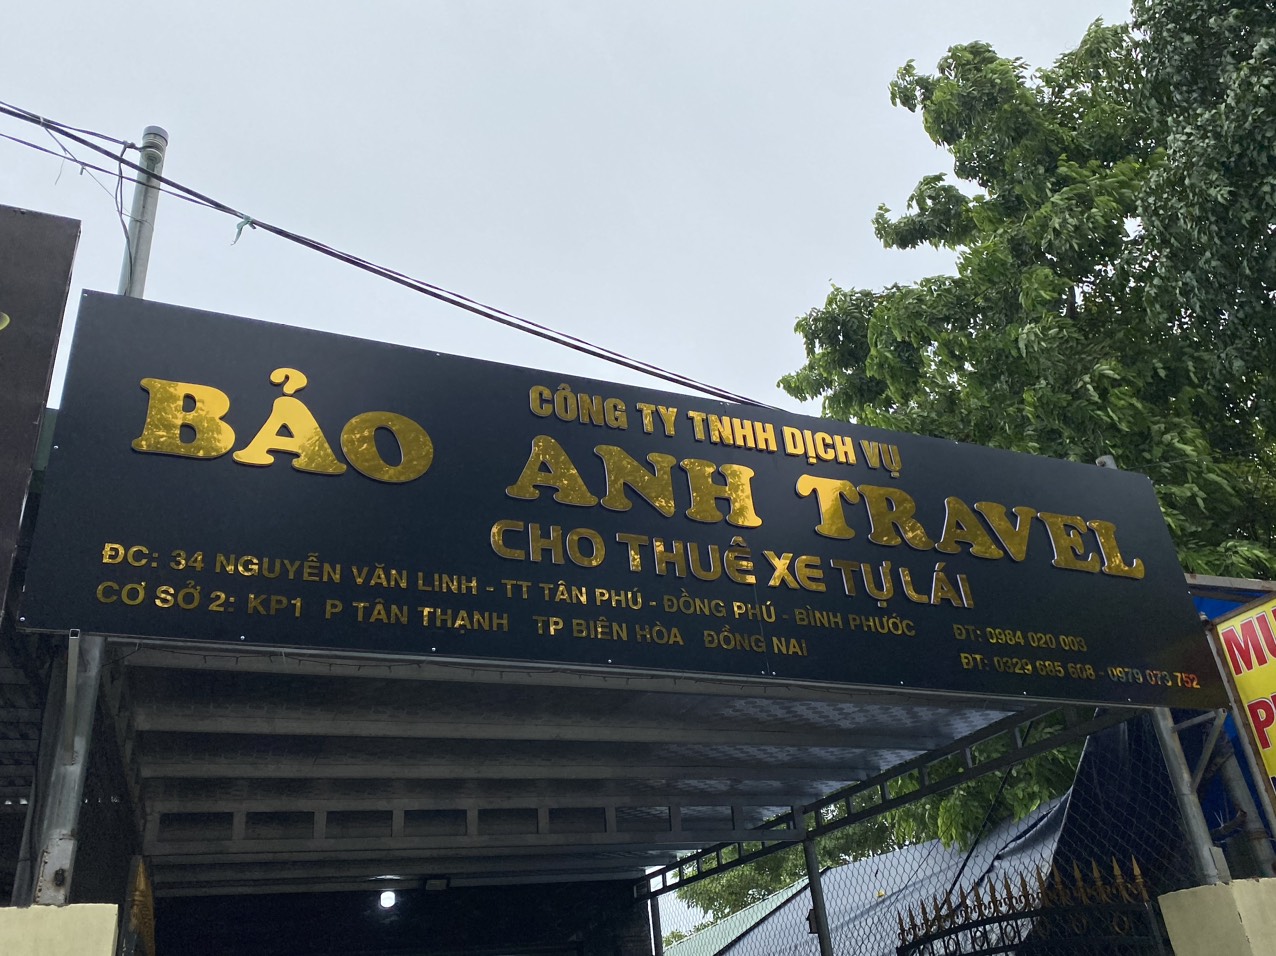 CÔNG TY TNHH DỊCH VỤ
BẢO ANH TRAVEL
CHO THUÊ XE TỰ LÁI
ĐC: 34 NGUYỄN VĂN LINH - TT TÂN PHÚ - ĐỒNG PHÚ - BÌNH PHƯỚC ĐT: 0984 020 003
CƠ SỞ 2: KP1 P TÂN THẠNH TP BIÊN HÒA ĐỒNG NAI ĐT: 0329 685 608 - 0979 073 752